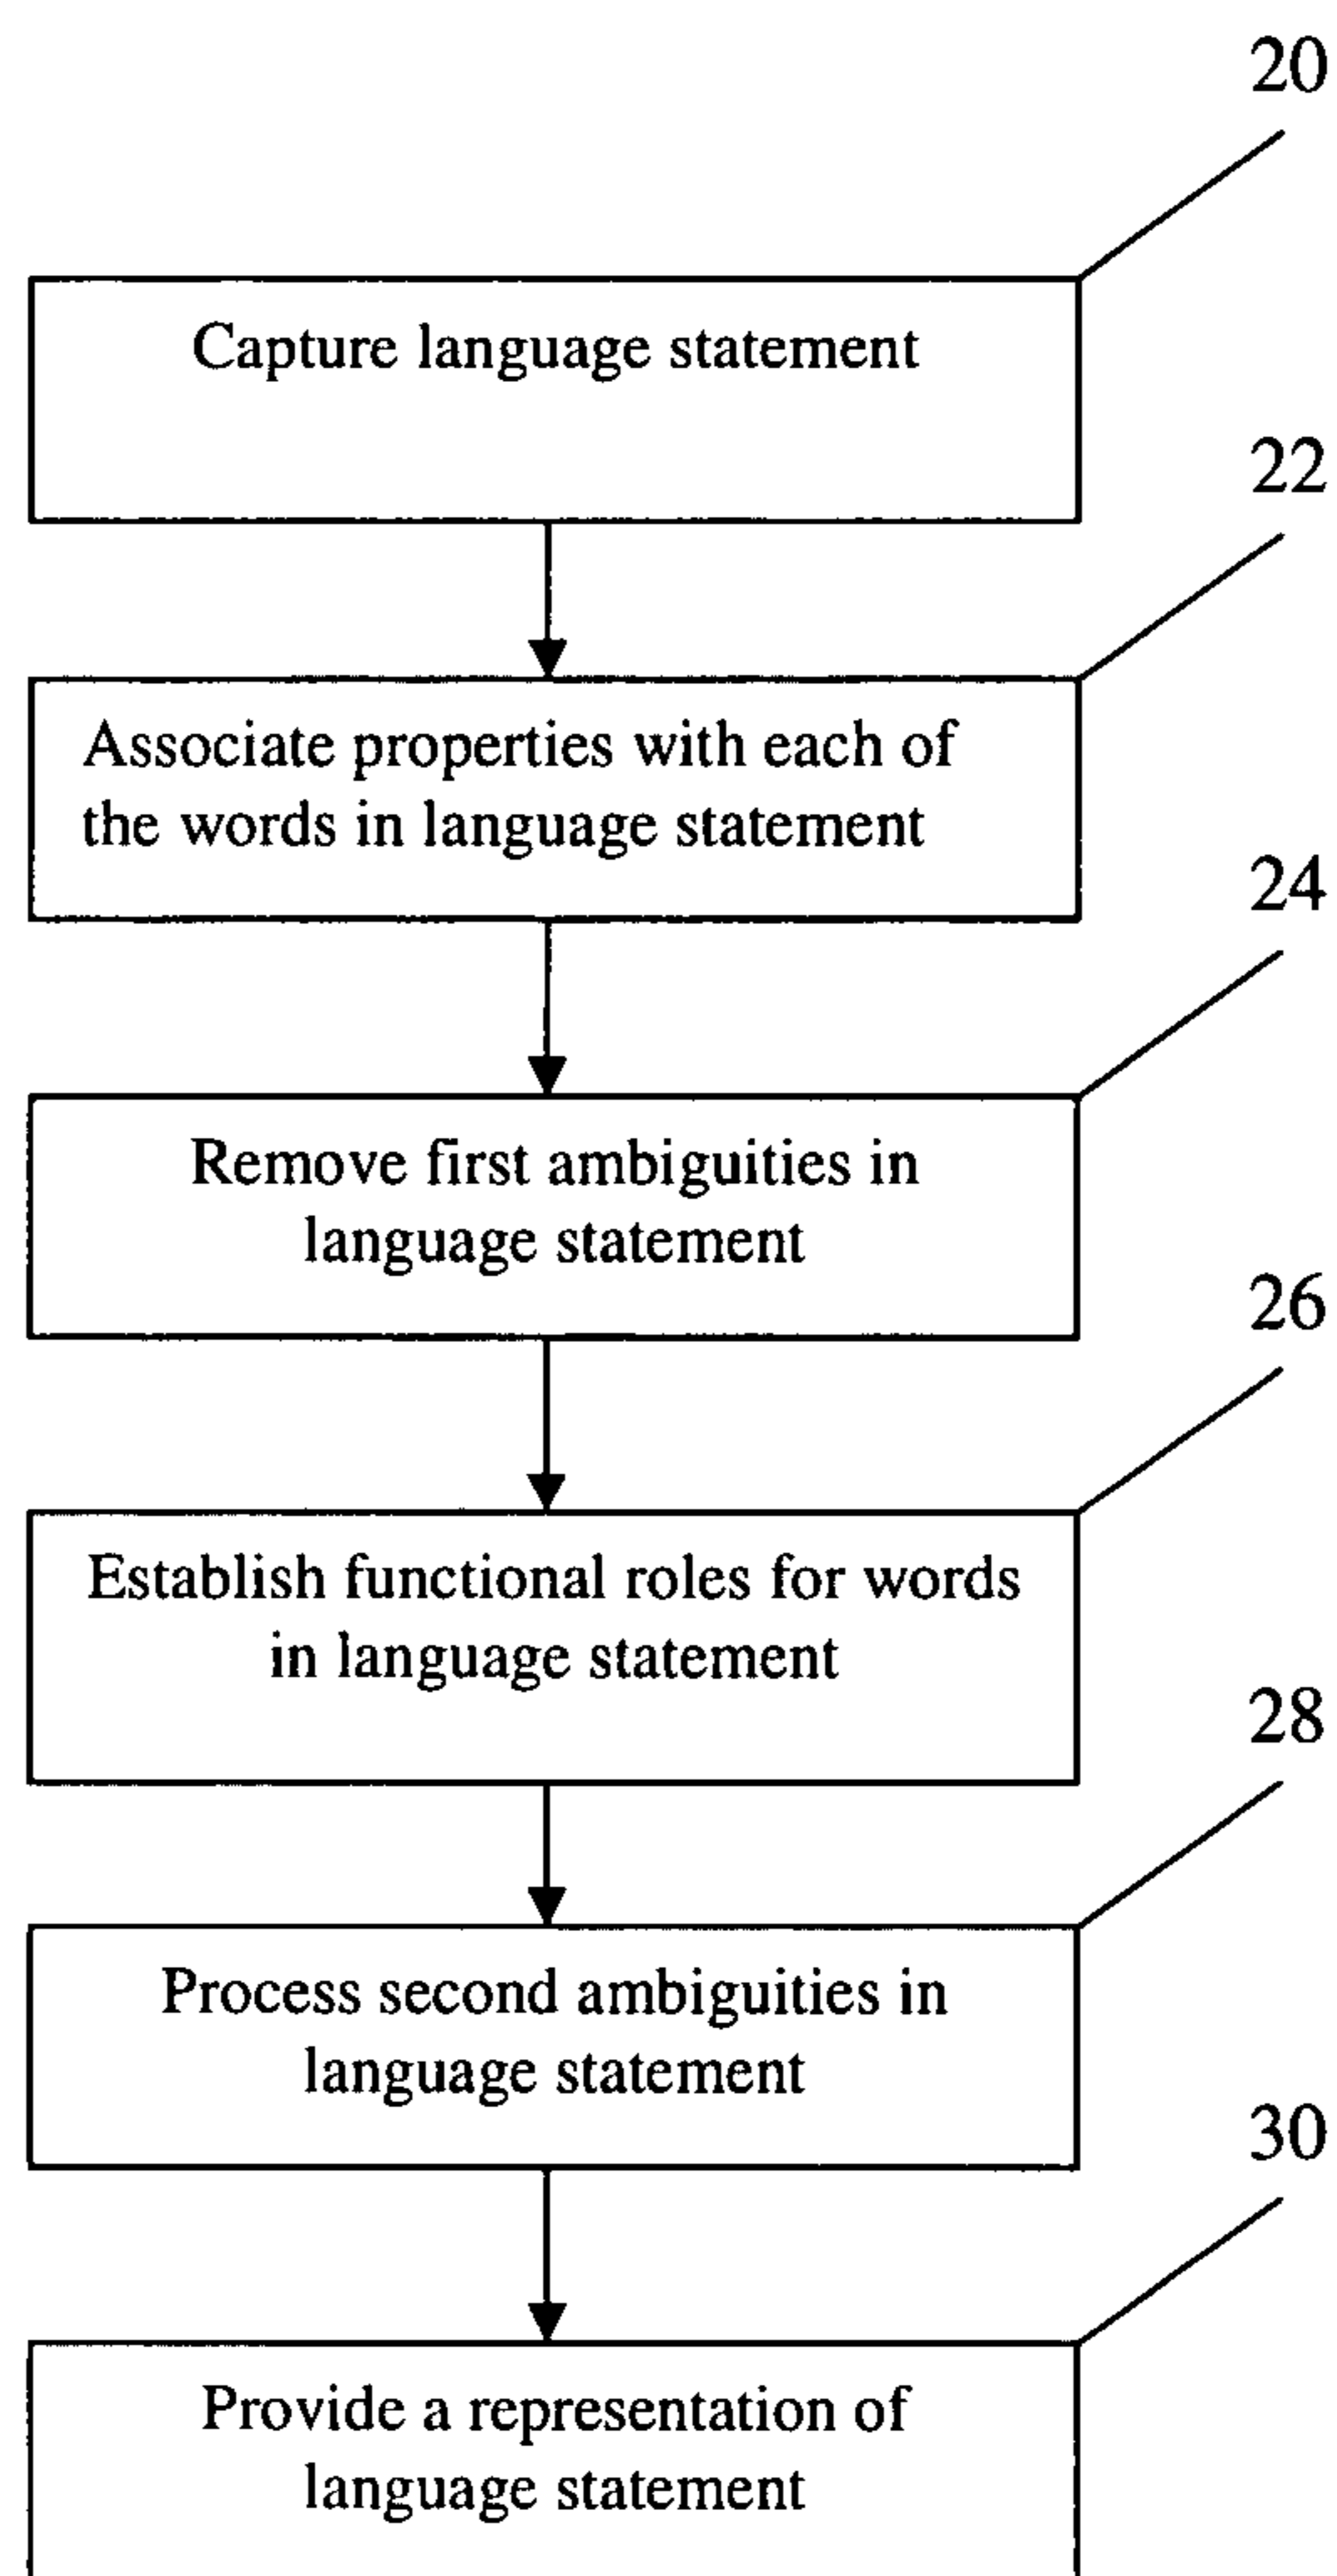 20
Capture language statement
22
Associate properties with each of
the words in language statement
24
Remove first ambiguities in
language statement
26
Establish functional roles for words
in language statement
28
Process second ambiguities in
language statement
30
Provide a representation of
language statement